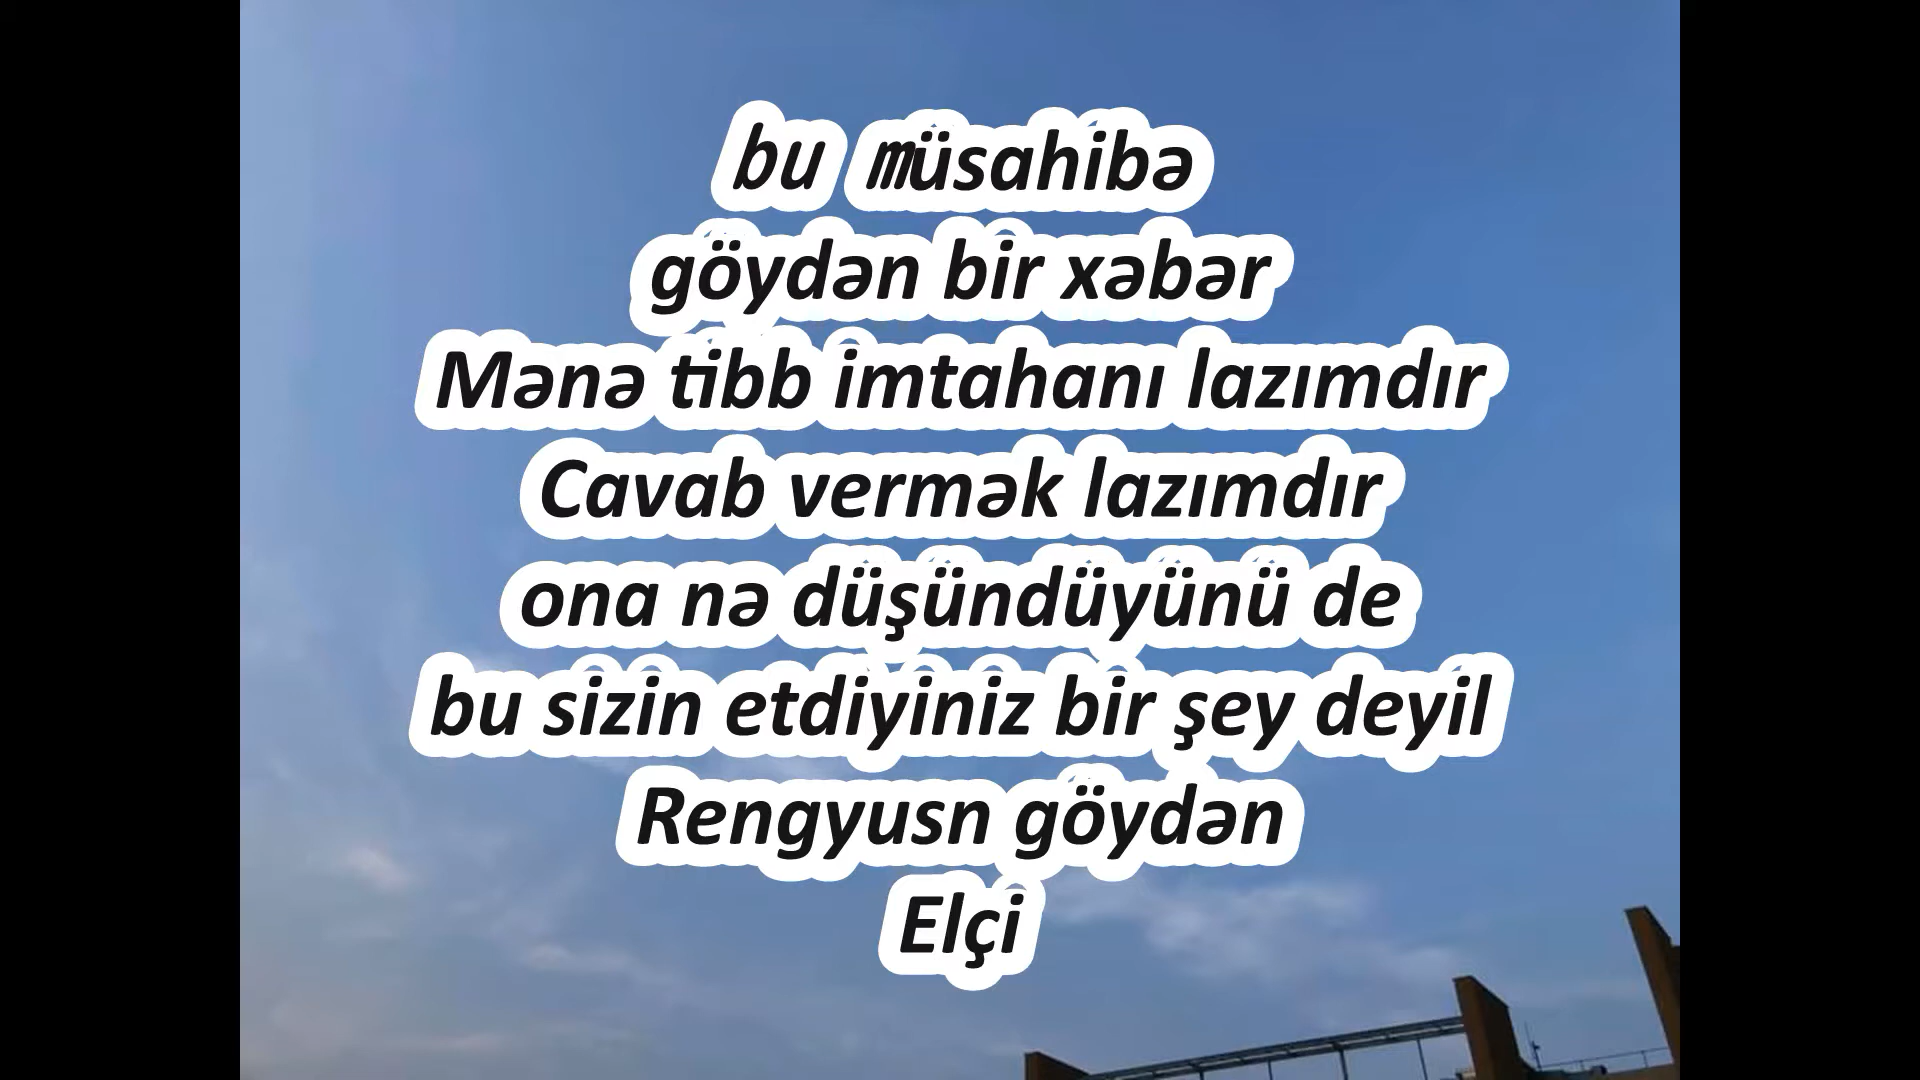 bu müsahibə
göydən bir xəbər
Mənə tibb imtahanı lazımdır
Cavab vermək lazımdır
ona nə düşündüyünü de
bu sizin etdiyiniz bir şey deyil
Rengyusn göydən
Elçi